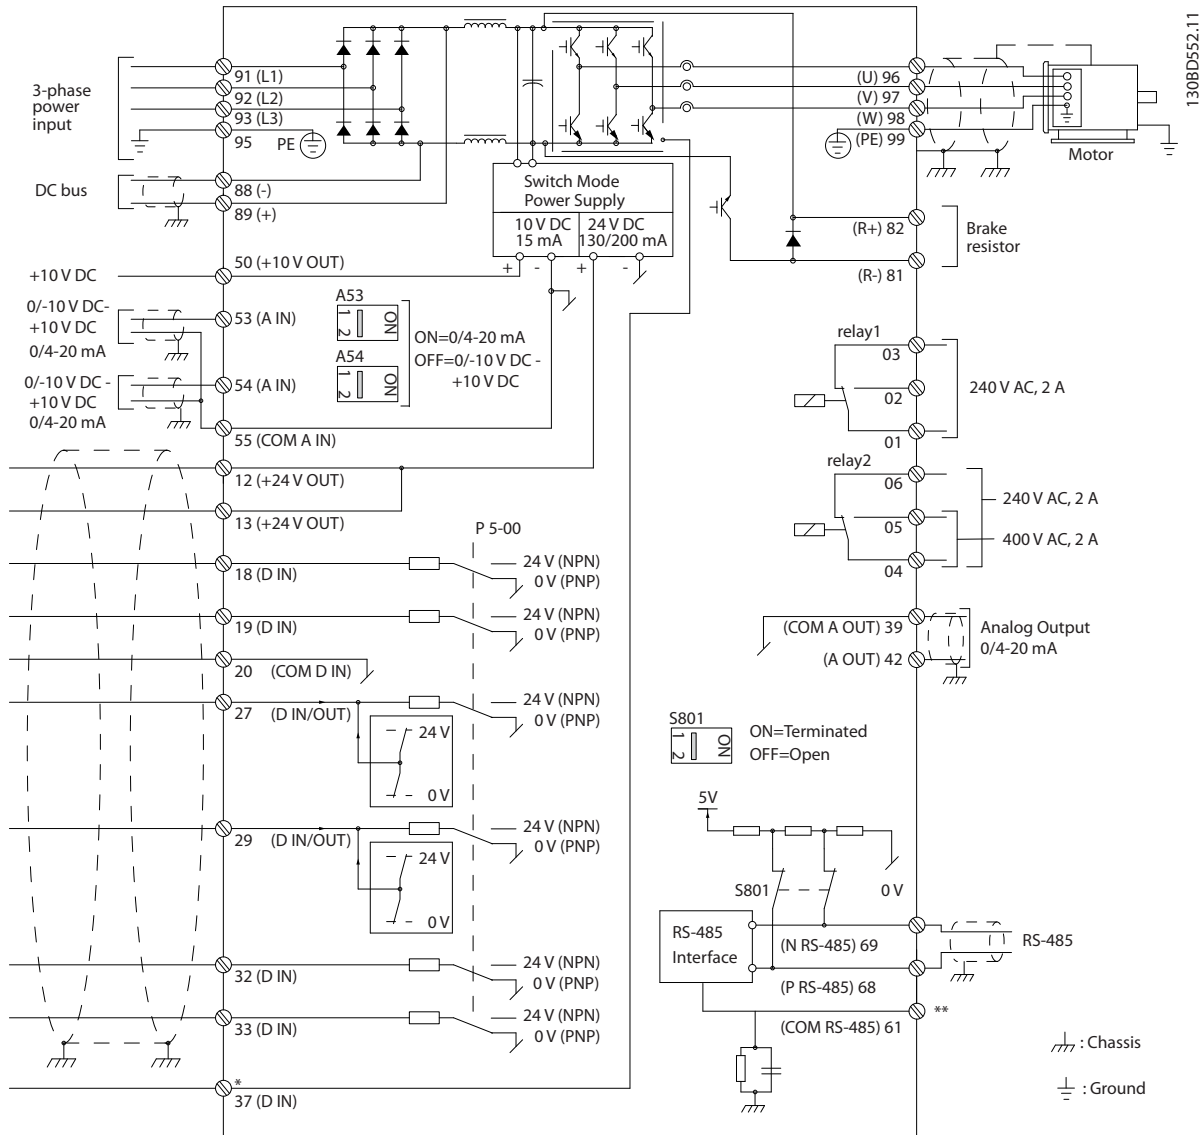 130BD552.11
3-phase
power
input
91 (L1)
92 (L2)
93 (L3)
95
PE
DC bus
88 (-)
89 (+)
Switch Mode
Power Supply
10 V DC
15 mA
24 V DC
130/200 mA
+
-
+
-
(U) 96
(V) 97
(W) 98
(PE) 99
Motor
(R+) 82
(R-) 81
Brake
resistor
+10 V DC
50 (+10 V OUT)
0/-10 V DC-
+10 V DC
0/4-20 mA
53 (A IN)
0/-10 V DC -
+10 V DC
0/4-20 mA
54 (A IN)
55 (COM A IN)
A53
1
2
ON
A54
1
2
ON
ON=0/4-20 mA
OFF=0/-10 V DC -
+10 V DC
relay1
03
02
01
240 V AC, 2 A
relay2
06
05
04
240 V AC, 2 A
400 V AC, 2 A
12 (+24 V OUT)
13 (+24 V OUT)
P 5-00
18 (D IN)
24 V (NPN)
0 V (PNP)
19 (D IN)
24 V (NPN)
0 V (PNP)
20 (COM D IN)
27 (D IN/OUT)
24 V (NPN)
0 V (PNP)
24 V
0 V
29 (D IN/OUT)
24 V (NPN)
0 V (PNP)
24 V
0 V
32 (D IN)
24 V (NPN)
0 V (PNP)
33 (D IN)
24 V (NPN)
0 V (PNP)
*
37 (D IN)
(COM A OUT) 39
(A OUT) 42
Analog Output
0/4-20 mA
S801
1
2
ON
ON=Terminated
OFF=Open
5V
S801
0 V
RS-485
Interface
(N RS-485) 69
(P RS-485) 68
(COM RS-485) 61
RS-485
**
: Chassis
: Ground